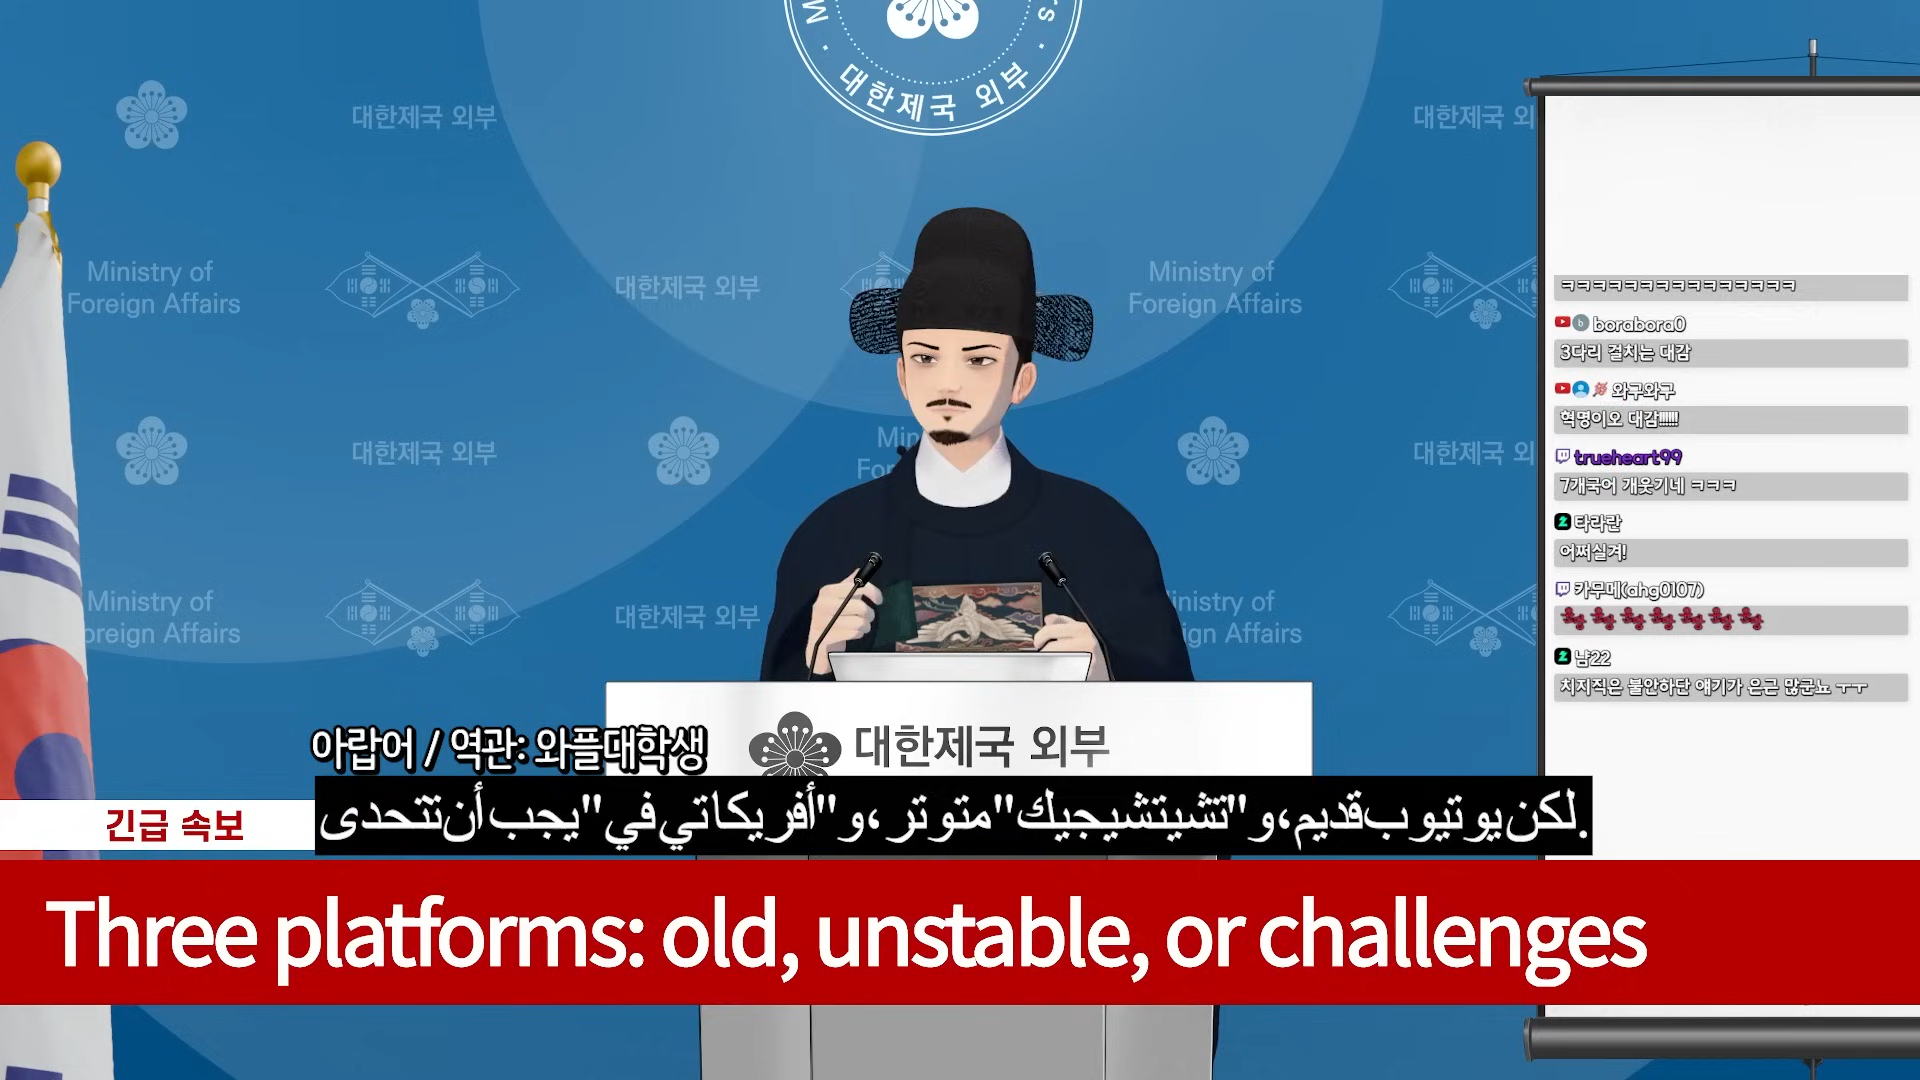 M · 대한제국 외부 · rs
대한제국 외부
대한제국 외
Ministry of
Foreign Affairs
대한제국 외부
Ministry of
Foreign Affairs
대한제국 외부
대한제국 외
Ministry of
oreign Affairs
대한제국 외부
inistry of
ign Affairs
ㅋㅋㅋㅋㅋㅋㅋㅋㅋㅋㅋㅋㅋㅋㅋ
borabora0
3다리 걸치는 대감
와구와구
혁명이오 대감!!!!!!
trueheart99
7개국어 개웃기네 ㅋㅋㅋ
타라란
어쩌실겨!
카무메(ahg0107)
냠22
치지직은 불안하단 얘기가 은근 많군뇨 ㅜㅜ
대한제국 외부
아랍어 / 역관: 와플대학생
لكن يوتيوب قديم، و "تشيتشيجيك" متوتر، و "أفريكاتي في" يجب أن تتحدى.
긴급 속보
Three platforms: old, unstable, or challenges